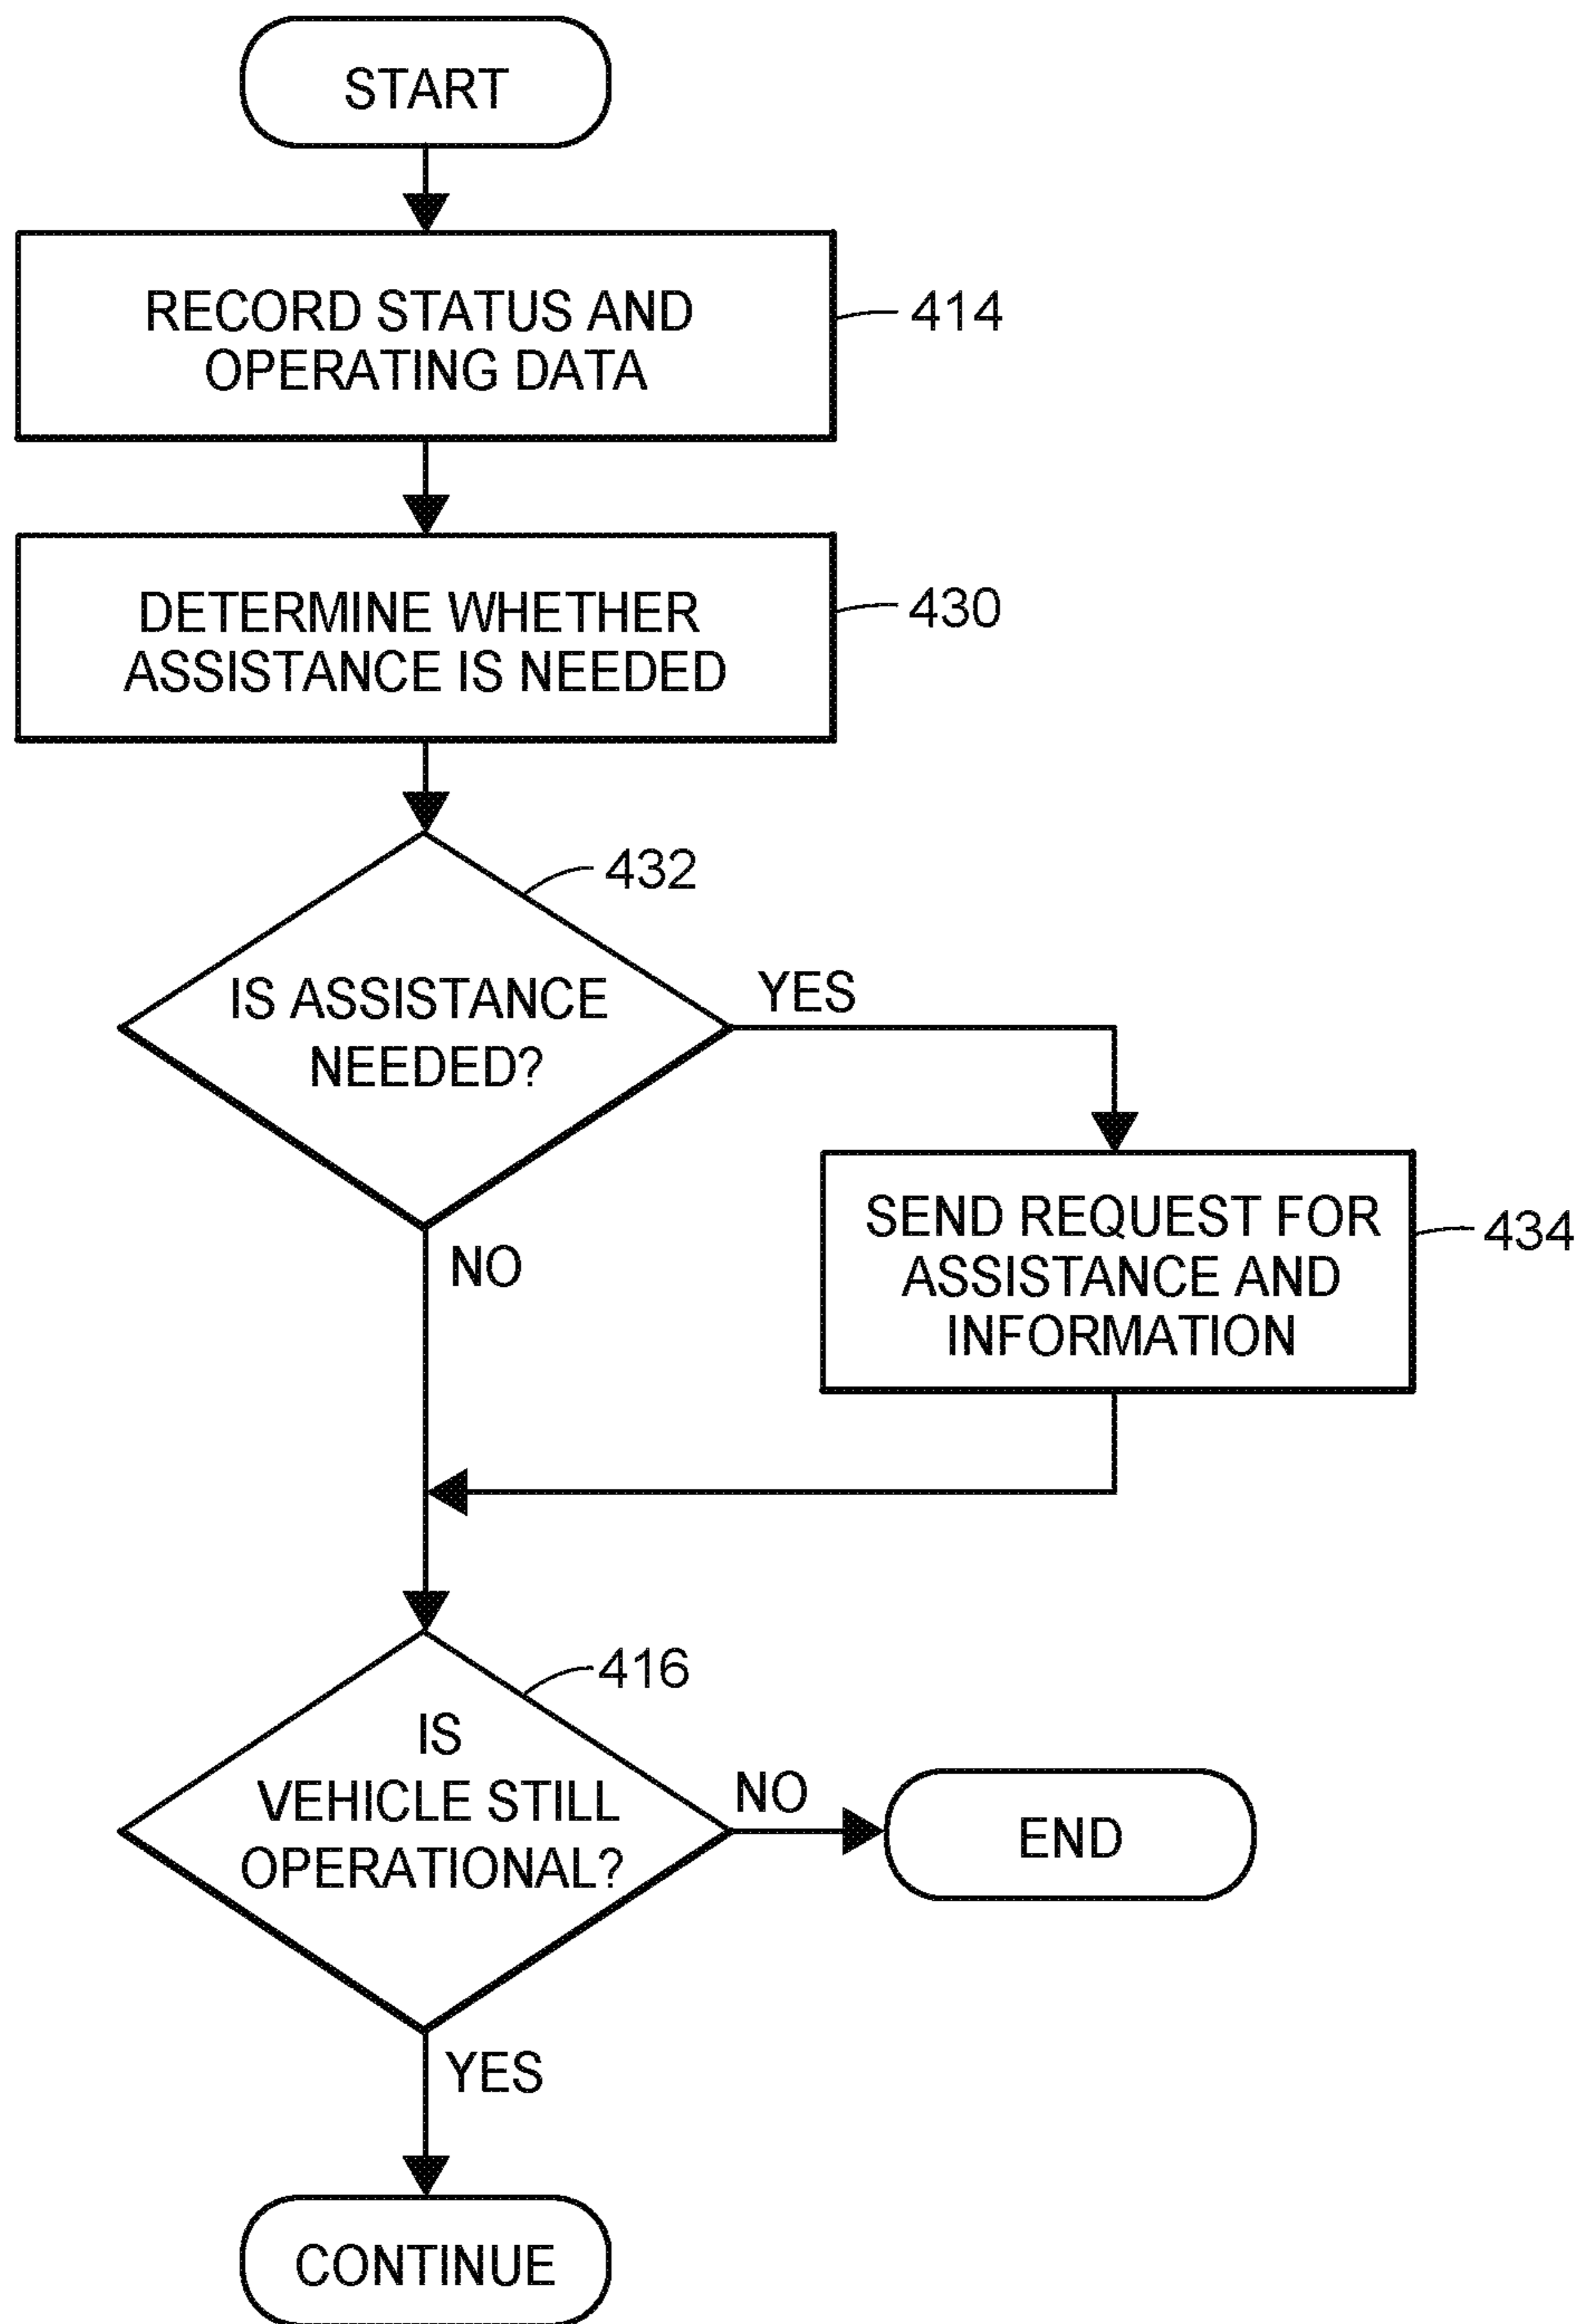 START
RECORD STATUS AND
OPERATING DATA
414
DETERMINE WHETHER
ASSISTANCE IS NEEDED
430
432
IS ASSISTANCE
NEEDED?
YES
NO
SEND REQUEST FOR
ASSISTANCE AND
INFORMATION
434
416
IS
VEHICLE STILL
OPERATIONAL?
NO
END
YES
CONTINUE